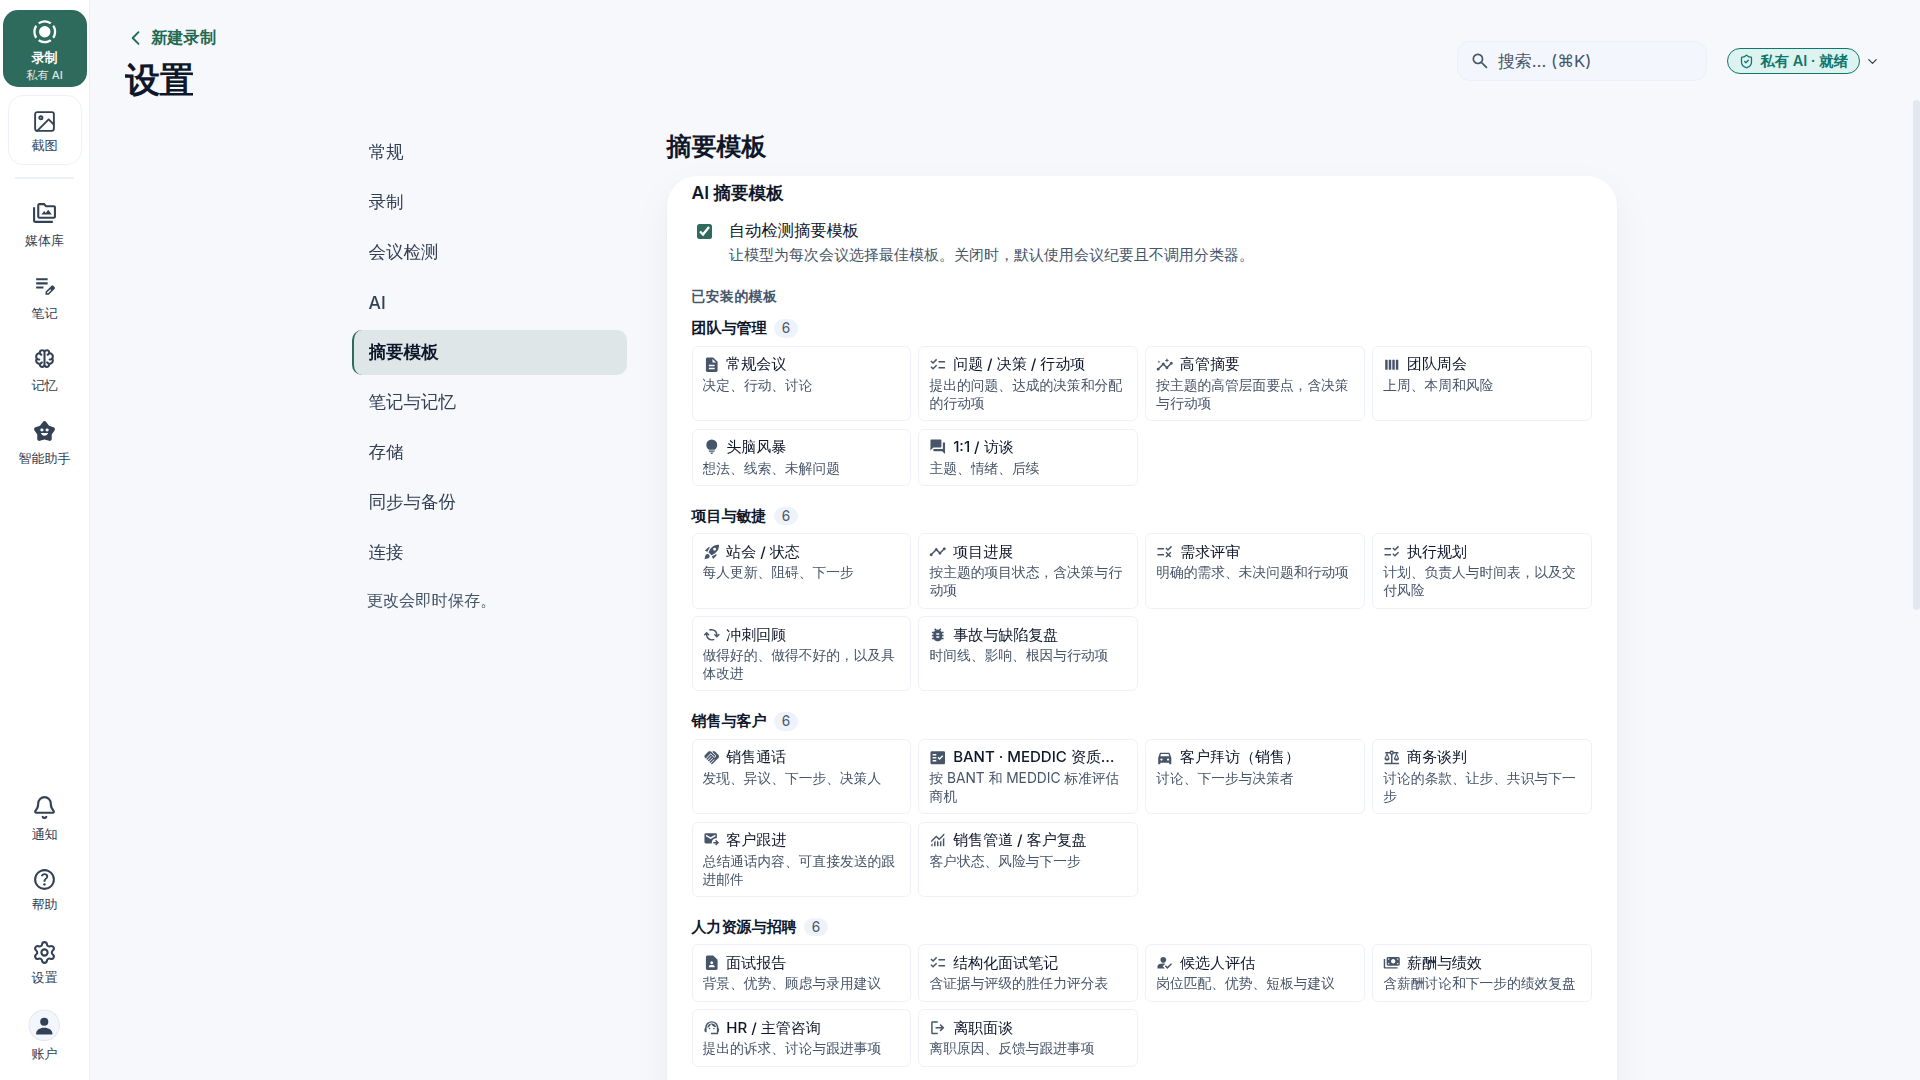 录制
私有 AI
截图
媒体库
笔记
记忆
智能助手
通知
帮助
设置
账户
新建录制
设置
搜索... (⌘K)
私有 AI · 就绪
常规
录制
会议检测
AI
摘要模板
笔记与记忆
存储
同步与备份
连接
更改会即时保存。
摘要模板
AI 摘要模板
自动检测摘要模板
让模型为每次会议选择最佳模板。关闭时，默认使用会议纪要且不调用分类器。
已安装的模板
团队与管理 6
常规会议
决定、行动、讨论
问题 / 决策 / 行动项
提出的问题、达成的决策和分配
的行动项
高管摘要
按主题的高管层面要点，含决策
与行动项
团队周会
上周、本周和风险
头脑风暴
想法、线索、未解问题
1:1 / 访谈
主题、情绪、后续
项目与敏捷 6
站会 / 状态
每人更新、阻碍、下一步
项目进展
按主题的项目状态，含决策与行
动项
需求评审
明确的需求、未决问题和行动项
执行规划
计划、负责人与时间表，以及交
付风险
冲刺回顾
做得好的、做得不好的，以及具
体改进
事故与缺陷复盘
时间线、影响、根因与行动项
销售与客户 6
销售通话
发现、异议、下一步、决策人
BANT · MEDDIC 资质...
按 BANT 和 MEDDIC 标准评估
商机
客户拜访（销售）
讨论、下一步与决策者
商务谈判
讨论的条款、让步、共识与下一
步
客户跟进
总结通话内容、可直接发送的跟
进邮件
销售管道 / 客户复盘
客户状态、风险与下一步
人力资源与招聘 6
面试报告
背景、优势、顾虑与录用建议
结构化面试笔记
含证据与评级的胜任力评分表
候选人评估
岗位匹配、优势、短板与建议
薪酬与绩效
含薪酬讨论和下一步的绩效复盘
HR / 主管咨询
提出的诉求、讨论与跟进事项
离职面谈
离职原因、反馈与跟进事项